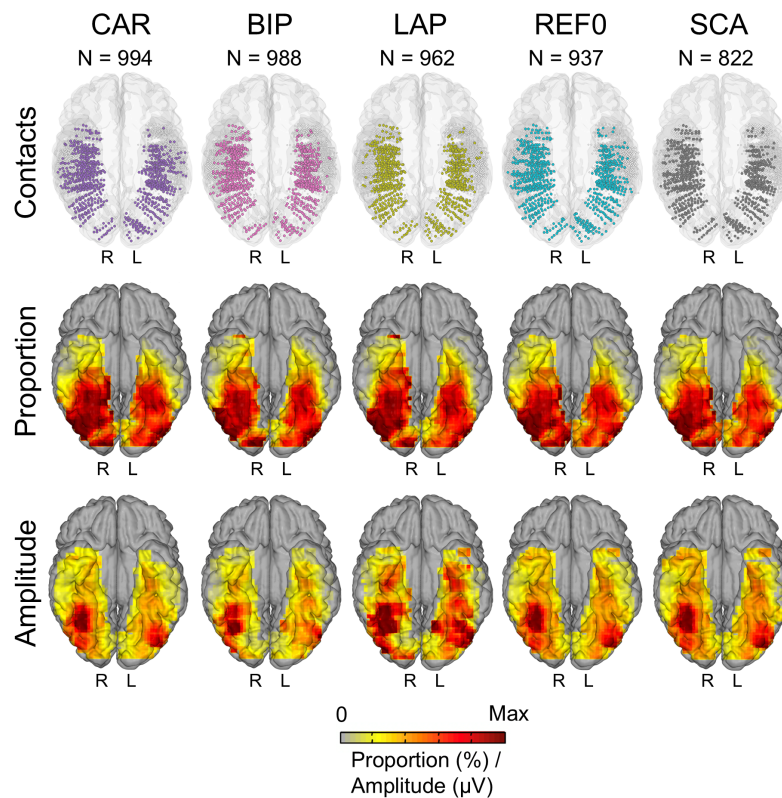 CAR BIP LAP REF0 SCA
N = 994 N = 988 N = 962 N = 937 N = 822
Contacts
R L R L R L R L R L
Proportion
R L R L R L R L R L
Amplitude
R L R L R L R L R L
0 Max
Proportion (%) /
Amplitude (µV)